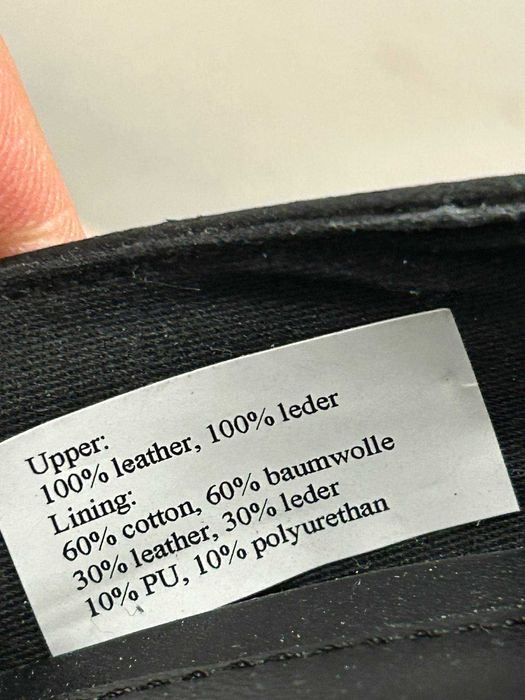 Upper:
100% leather, 100% leder
Lining:
60% cotton, 60% baumwolle
30% leather, 30% leder
10% PU, 10% polyurethan